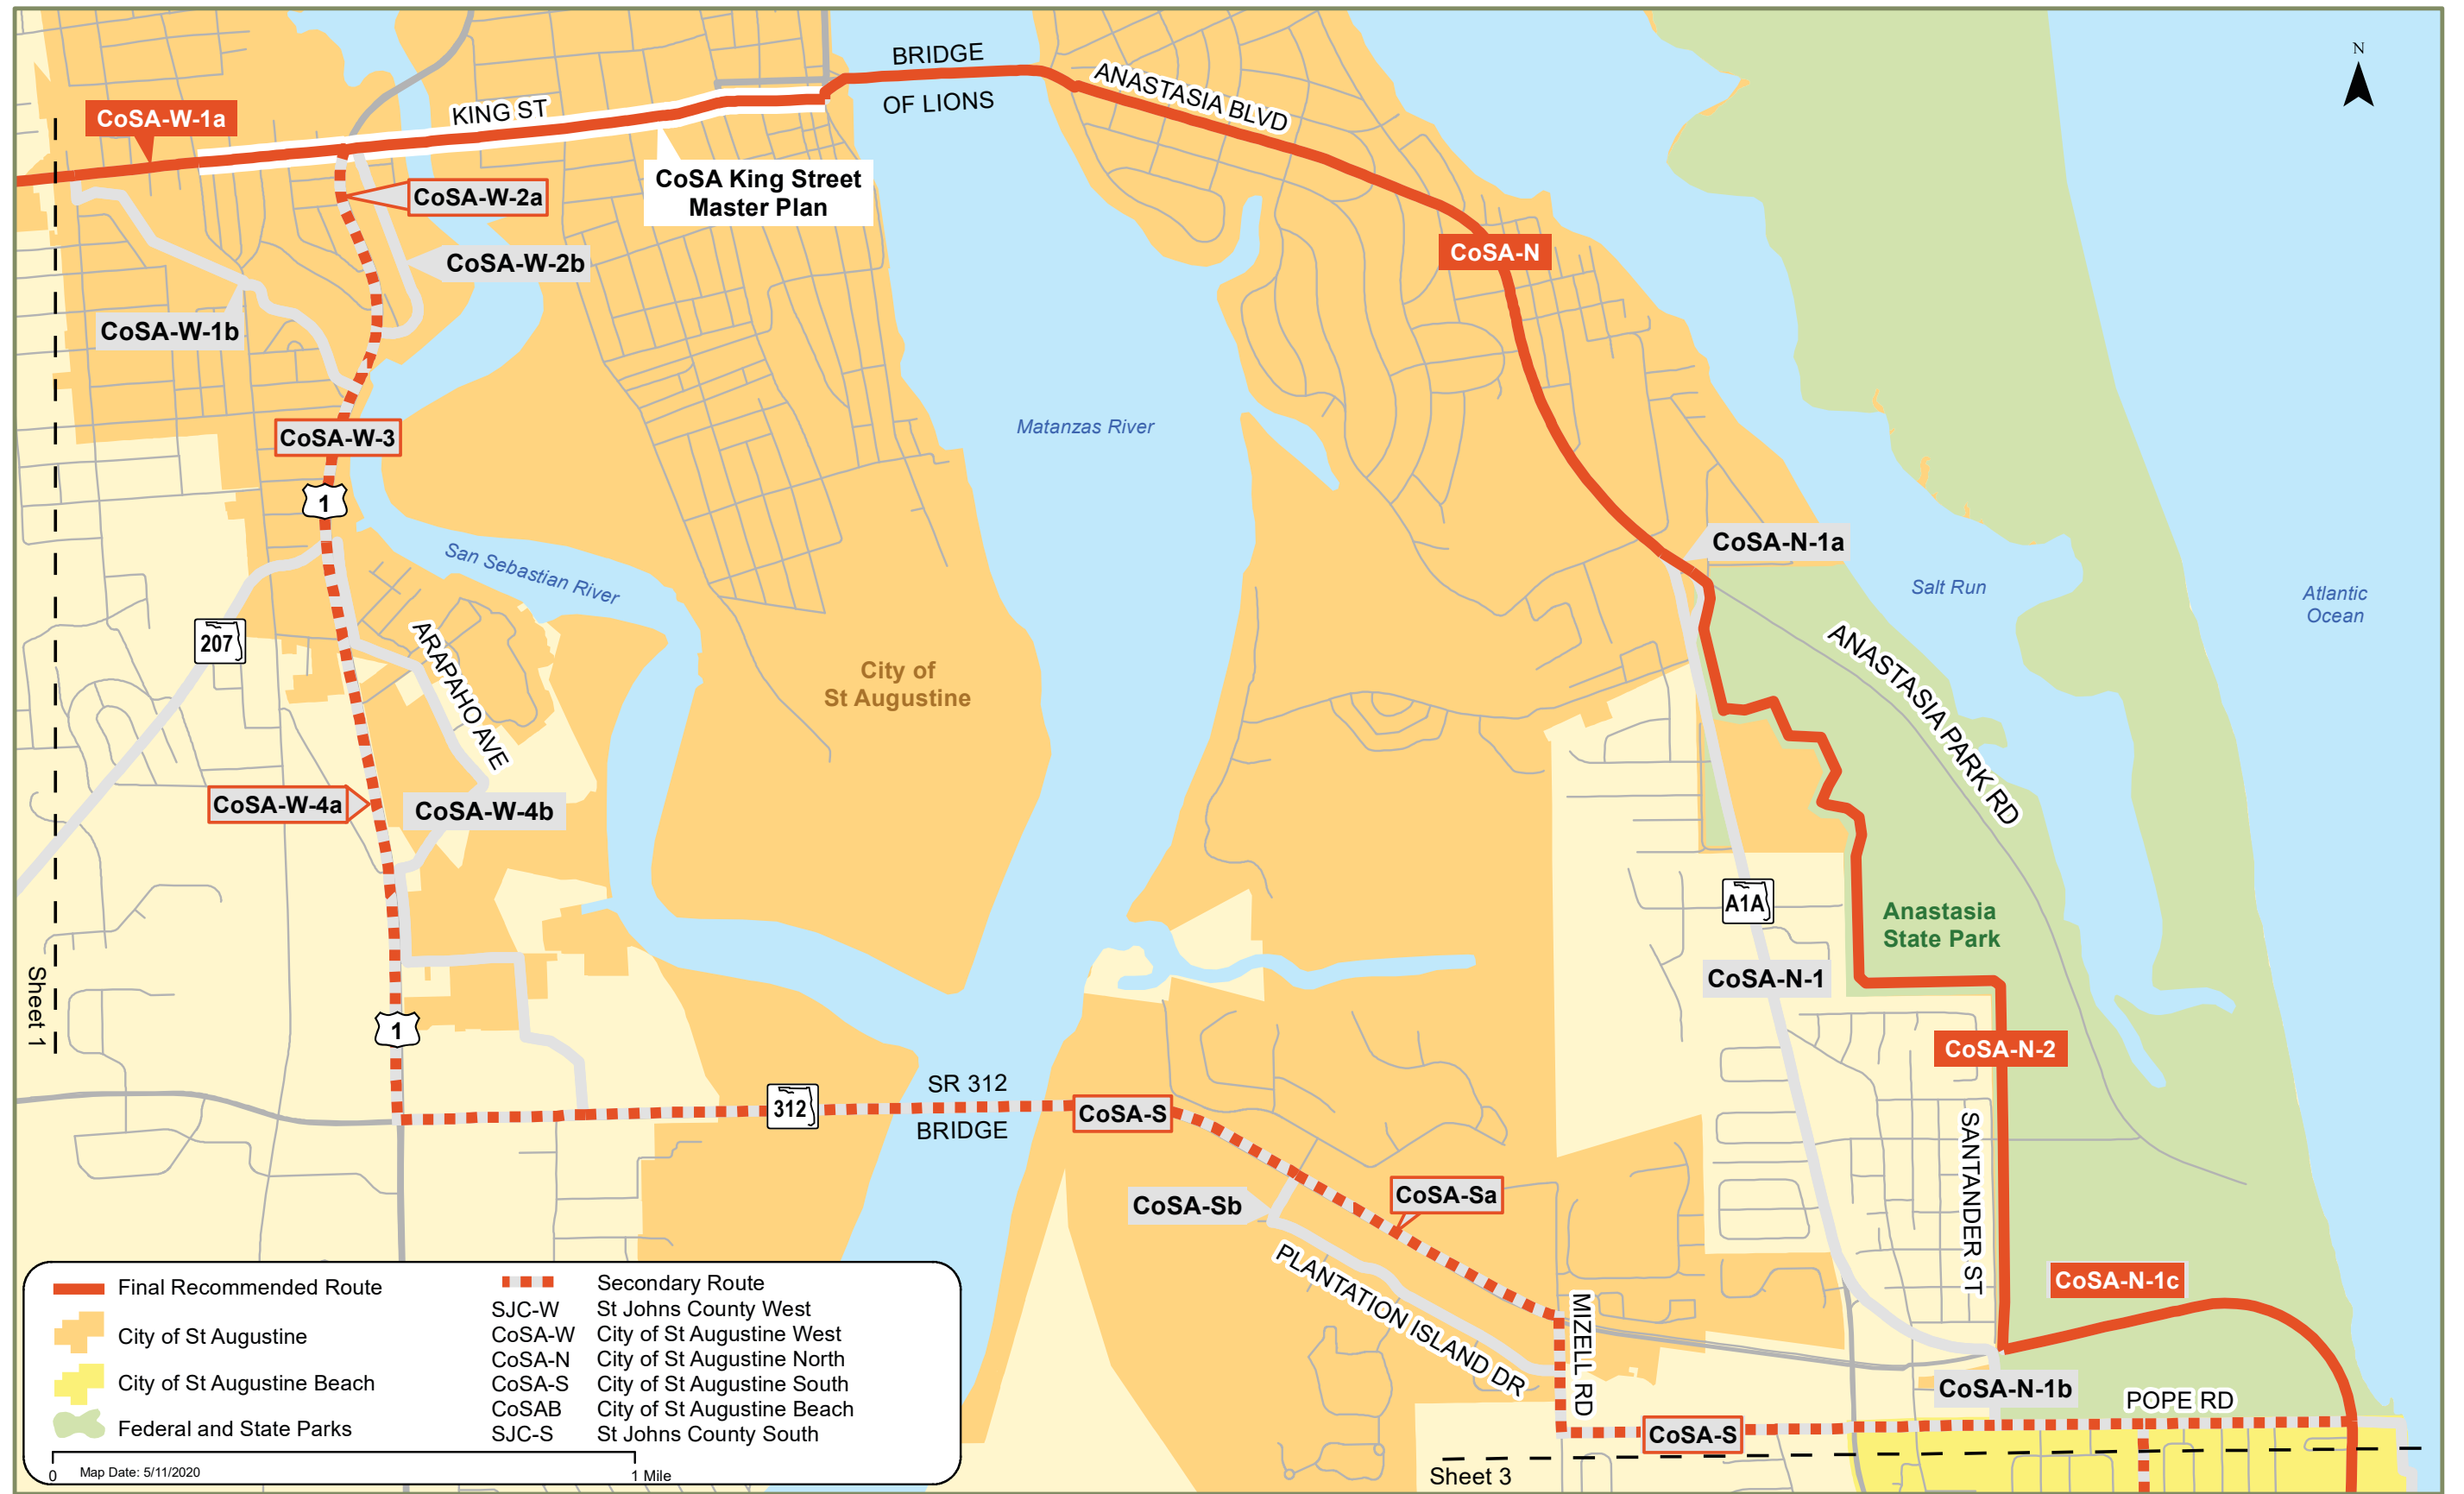 BRIDGE
OF LIONS
N
ANASTASIA BLVD
KING ST
CoSA-W-1a
CoSA King Street
Master Plan
CoSA-W-2a
CoSA-N
CoSA-W-2b
CoSA-W-1b
Matanzas River
CoSA-W-3
1
CoSA-N-1a
San Sebastian River
Salt Run
Atlantic
Ocean
207
ARAPAHO AVE
City of
St Augustine
ANASTASIA PARK RD
CoSA-W-4a
CoSA-W-4b
A1A
Anastasia
State Park
CoSA-N-1
Sheet 1
1
CoSA-N-2
SR 312
BRIDGE
312
CoSA-S
SANTANDER ST
CoSA-Sb
CoSA-Sa
PLANTATION ISLAND DR
MIZELL RD
CoSA-N-1c
CoSA-N-1b
POPE RD
CoSA-S
Sheet 3
Final Recommended Route
City of St Augustine
City of St Augustine Beach
Federal and State Parks
Secondary Route
SJC-W St Johns County West
CoSA-W City of St Augustine West
CoSA-N City of St Augustine North
CoSA-S City of St Augustine South
CoSAB City of St Augustine Beach
SJC-S St Johns County South
0 Map Date: 5/11/2020 1 Mile